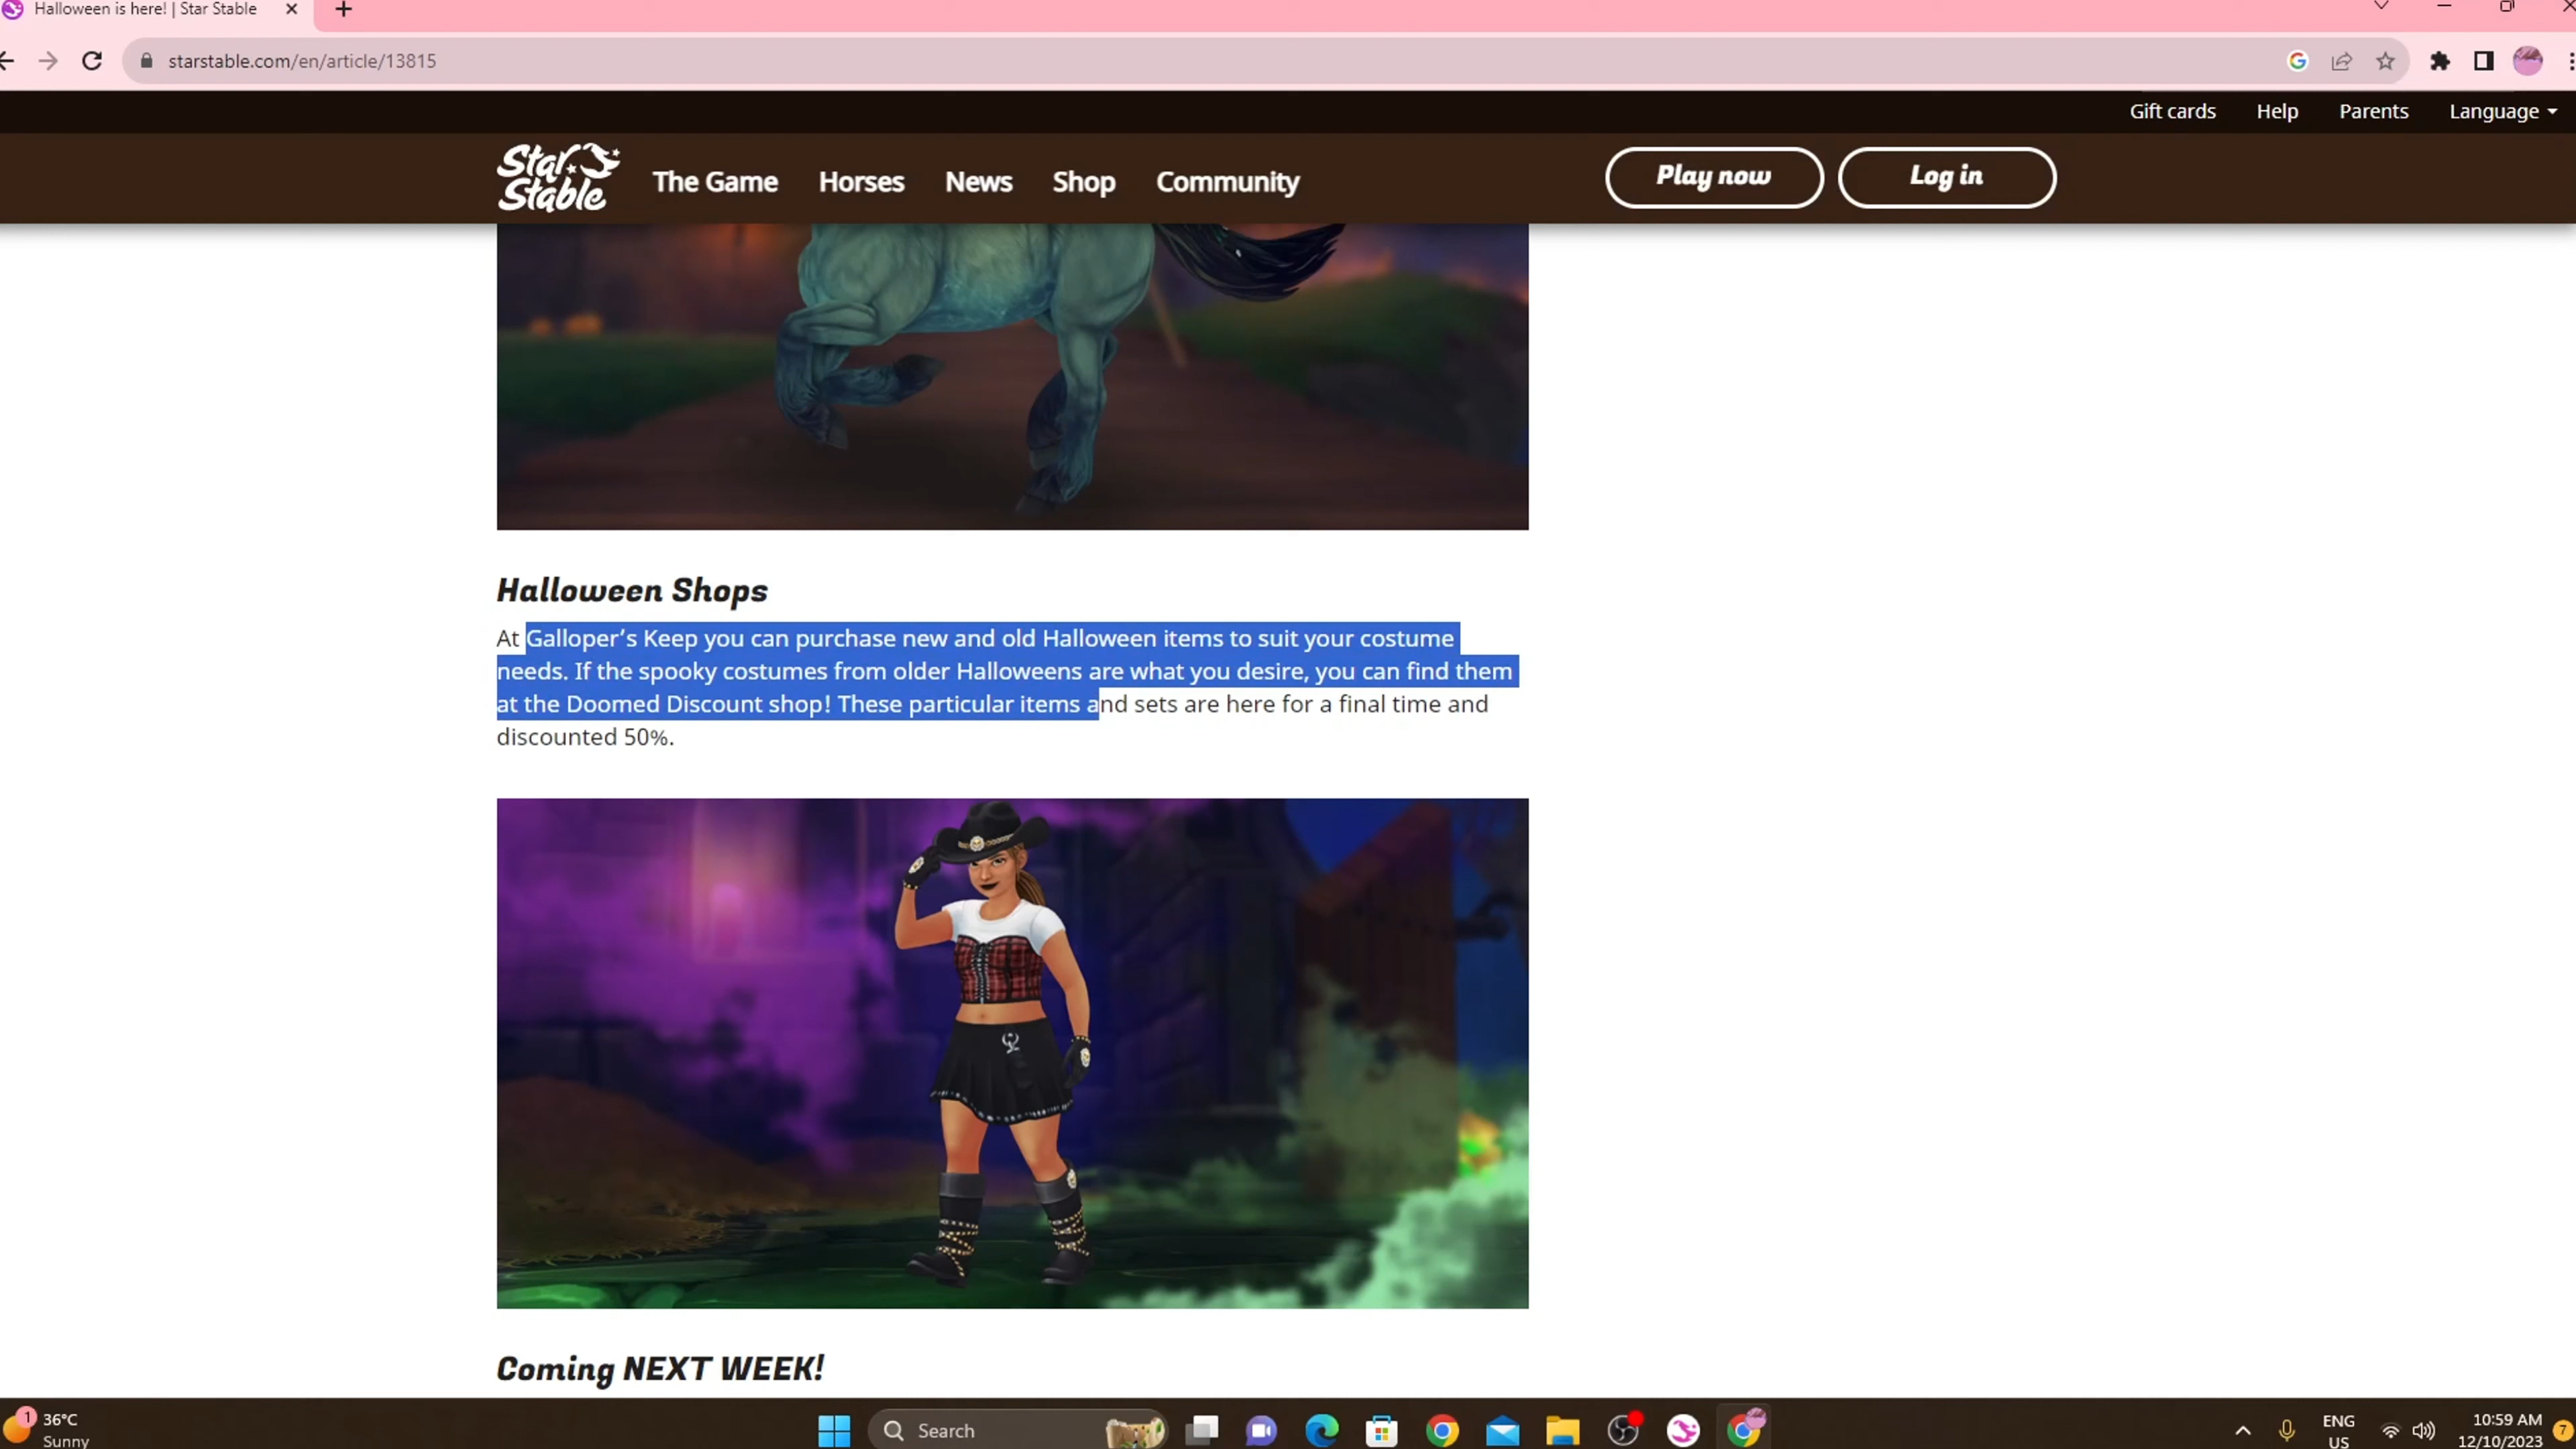 Halloween is here! | Star Stable
starstable.com/en/article/13815
Gift cards Help Parents Language
Star Stable
The Game Horses News Shop Community Play now Log in
Halloween Shops
At Galloper’s Keep you can purchase new and old Halloween items to suit your costume
needs. If the spooky costumes from older Halloweens are what you desire, you can find them
at the Doomed Discount shop! These particular items and sets are here for a final time and
discounted 50%.
Coming NEXT WEEK!
1
36°C
Sunny
Search
ENG
US
10:59 AM
12/10/2023
7